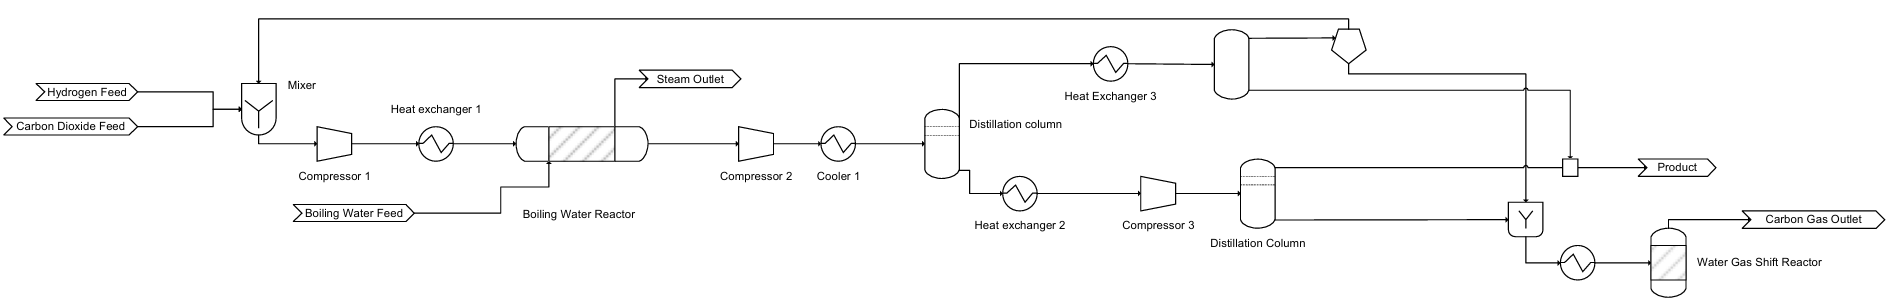 Hydrogen Feed
Carbon Dioxide Feed
Mixer
Compressor 1
Heat exchanger 1
Boiling Water Feed
Boiling Water Reactor
Steam Outlet
Compressor 2
Cooler 1
Distillation column
Heat Exchanger 3
Heat exchanger 2
Compressor 3
Distillation Column
Product
Carbon Gas Outlet
Water Gas Shift Reactor